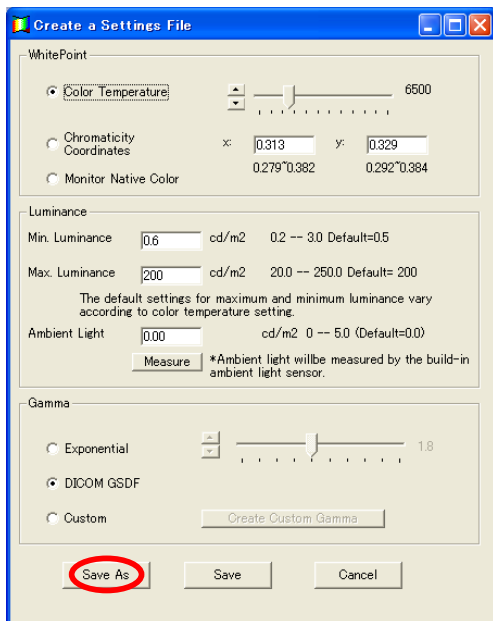 Create a Settings File
WhitePoint
Color Temperature 6500
Chromaticity
Coordinates
x: 0.313 y: 0.329
0.279~0.382 0.292~0.384
Monitor Native Color
Luminance
Min. Luminance 0.6 cd/m2 0.2 -- 3.0 Default=0.5
Max. Luminance 200 cd/m2 20.0 -- 250.0 Default= 200
The default settings for maximum and minimum luminance vary
according to color temperature setting.
Ambient Light 0.00 cd/m2 0 -- 5.0 (Default=0.0)
Measure *Ambient light willbe measured by the build-in
ambient light sensor.
Gamma
Exponential 1.8
DICOM GSDF
Custom Create Custom Gamma
Save As Save Cancel